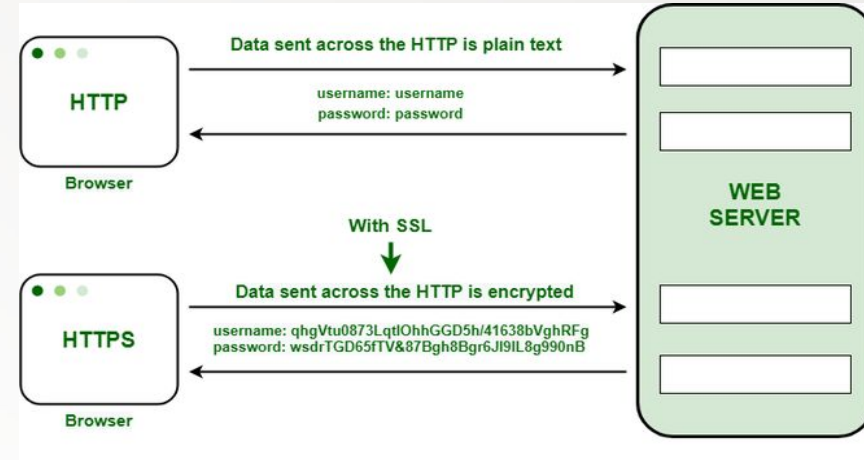 Data sent across the HTTP is plain text
HTTP
username: username
password: password
Browser
WEB
SERVER
With SSL
Data sent across the HTTP is encrypted
HTTPS
username: qhgVtu0873LqtIOhhGGD5h/41638bVghRFg
password: wsdrTGD65fTV&87Bgh8Bgr6JI9IL8g990nB
Browser